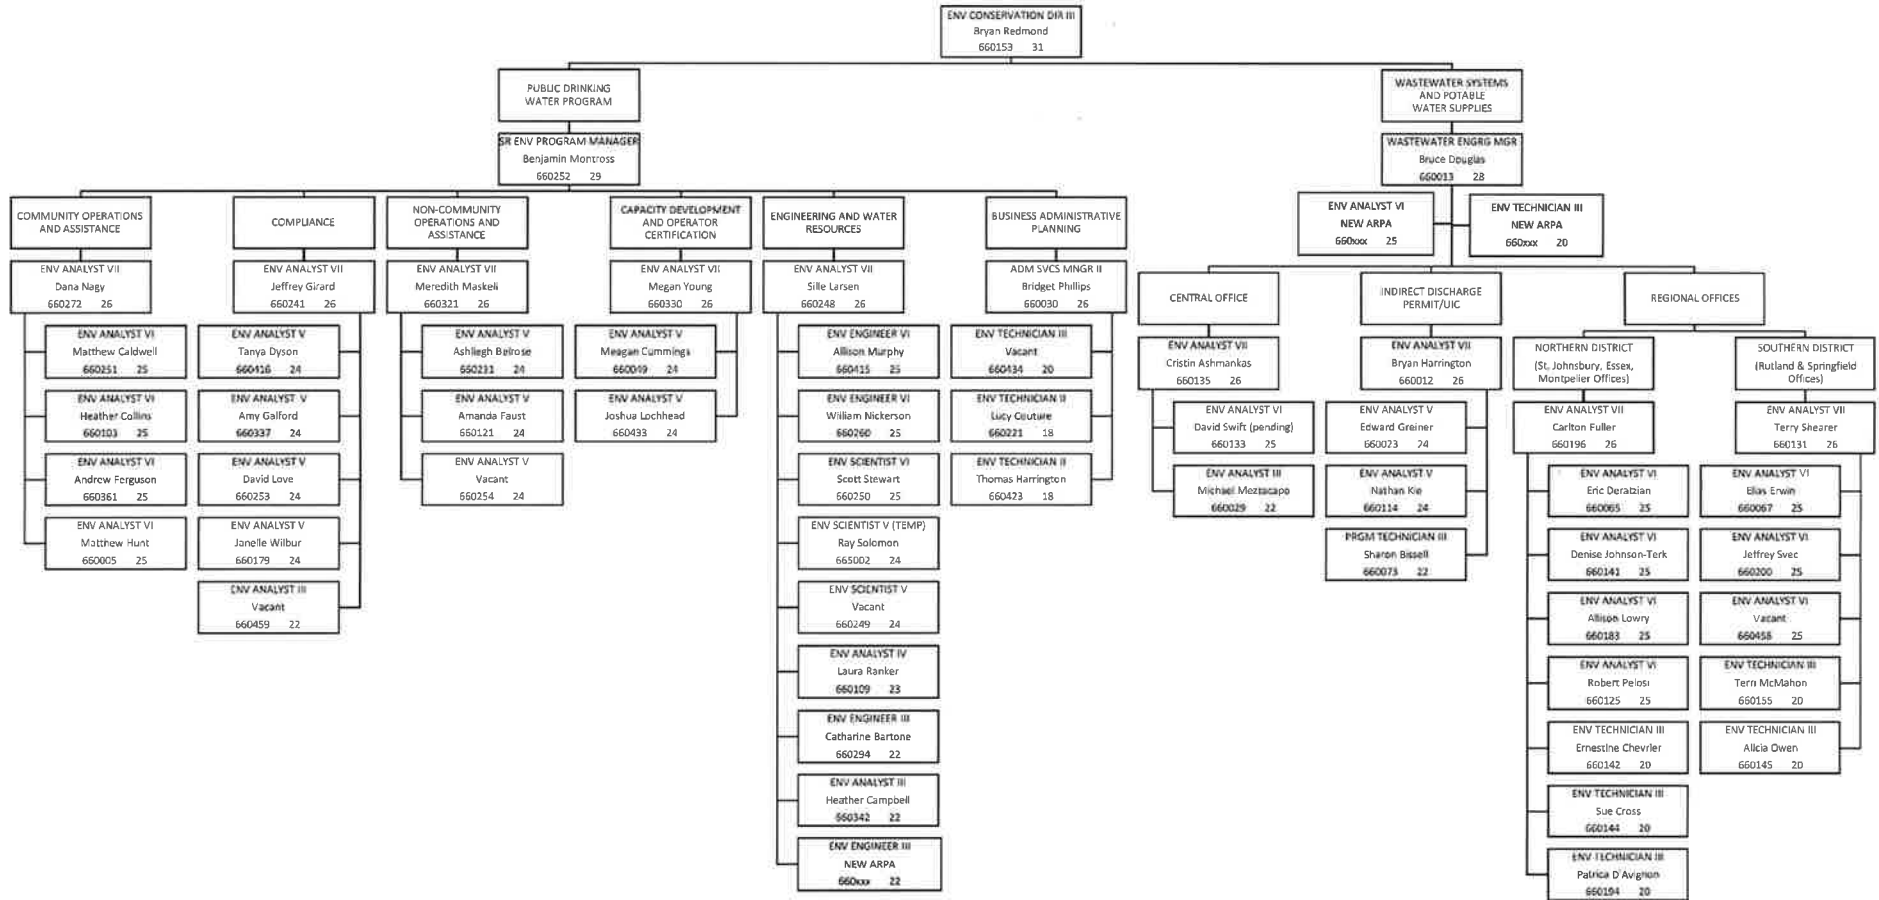 ENV CONSERVATION DIR III
Bryan Redmond
660153 31
PUBLIC DRINKING
WATER PROGRAM
SR ENV PROGRAM MANAGER
Benjamin Montross
660252 29
COMMUNITY OPERATIONS
AND ASSISTANCE
ENV ANALYST VII
Dana Nagy
660272 26
ENV ANALYST VI
Matthew Caldwell
660251 25
ENV ANALYST VI
Heather Collins
660103 25
ENV ANALYST VI
Andrew Ferguson
660361 25
ENV ANALYST VI
Matthew Hunt
660005 25
COMPLIANCE
ENV ANALYST VII
Jeffrey Girard
660241 26
ENV ANALYST V
Tanya Dyson
660416 24
ENV ANALYST V
Amy Galford
660337 24
ENV ANALYST V
David Love
660253 24
ENV ANALYST V
Janelle Wilbur
660179 24
ENV ANALYST III
Vacant
660459 22
NON-COMMUNITY
OPERATIONS AND
ASSISTANCE
ENV ANALYST VII
Meredith Maskell
660321 26
ENV ANALYST V
Ashliegh Belrose
660231 24
ENV ANALYST V
Amanda Faust
660121 24
ENV ANALYST V
Vacant
660254 24
CAPACITY DEVELOPMENT
AND OPERATOR
CERTIFICATION
ENV ANALYST VII
Megan Young
660330 26
ENV ANALYST V
Meagan Cummings
660049 24
ENV ANALYST V
Joshua Lochhead
660433 24
ENGINEERING AND WATER
RESOURCES
ENV ANALYST VII
Sille Larsen
660248 26
ENV ENGINEER VI
Allison Murphy
660415 25
ENV ENGINEER VI
William Nickerson
660260 25
ENV SCIENTIST VI
Scott Stewart
660250 25
ENV SCIENTIST V (TEMP)
Ray Solomon
665002 24
ENV SCIENTIST V
Vacant
660249 24
ENV ANALYST IV
Laura Ranker
660109 23
ENV ENGINEER III
Catharine Bartone
660294 22
ENV ANALYST III
Heather Campbell
660342 22
ENV ENGINEER III
NEW ARPA
660xxx 22
BUSINESS ADMINISTRATIVE
PLANNING
ADM SVCS MNGR II
Bridget Phillips
660030 26
ENV TECHNICIAN III
Vacant
660434 20
ENV TECHNICIAN II
Lucy Couture
660221 18
ENV TECHNICIAN II
Thomas Harrington
660423 18
WASTEWATER SYSTEMS
AND POTABLE
WATER SUPPLIES
WASTEWATER ENGRG MGR
Bruce Douglas
660013 28
ENV ANALYST VI
NEW ARPA
660xxx 25
ENV TECHNICIAN III
NEW ARPA
660xxx 20
CENTRAL OFFICE
ENV ANALYST VII
Cristin Ashmankas
660135 26
ENV ANALYST VI
David Swift (pending)
660133 25
ENV ANALYST III
Michael Mezzacapo
660029 22
INDIRECT DISCHARGE
PERMIT/UIC
ENV ANALYST VII
Bryan Harrington
660012 26
ENV ANALYST V
Edward Greiner
660023 24
ENV ANALYST V
Nathan Kie
660114 24
PRGM TECHNICIAN III
Sharon Bissell
660073 22
REGIONAL OFFICES
NORTHERN DISTRICT
(St. Johnsbury, Essex,
Montpelier Offices)
ENV ANALYST VII
Carlton Fuller
660196 26
ENV ANALYST VI
Eric Deratzian
660065 25
ENV ANALYST VI
Denise Johnson-Terk
660141 25
ENV ANALYST VI
Allison Lowry
660183 25
ENV ANALYST VI
Robert Pelosi
660125 25
ENV TECHNICIAN III
Ernestine Chevrier
660142 20
ENV TECHNICIAN III
Sue Cross
660144 20
ENV TECHNICIAN III
Patrica D'Avignon
660194 20
SOUTHERN DISTRICT
(Rutland & Springfield
Offices)
ENV ANALYST VII
Terry Shearer
660131 26
ENV ANALYST VI
Elias Erwin
660067 25
ENV ANALYST VI
Jeffrey Svec
660200 25
ENV ANALYST VI
Vacant
660458 25
ENV TECHNICIAN III
Terri McMahon
660155 20
ENV TECHNICIAN III
Alicia Owen
660145 20